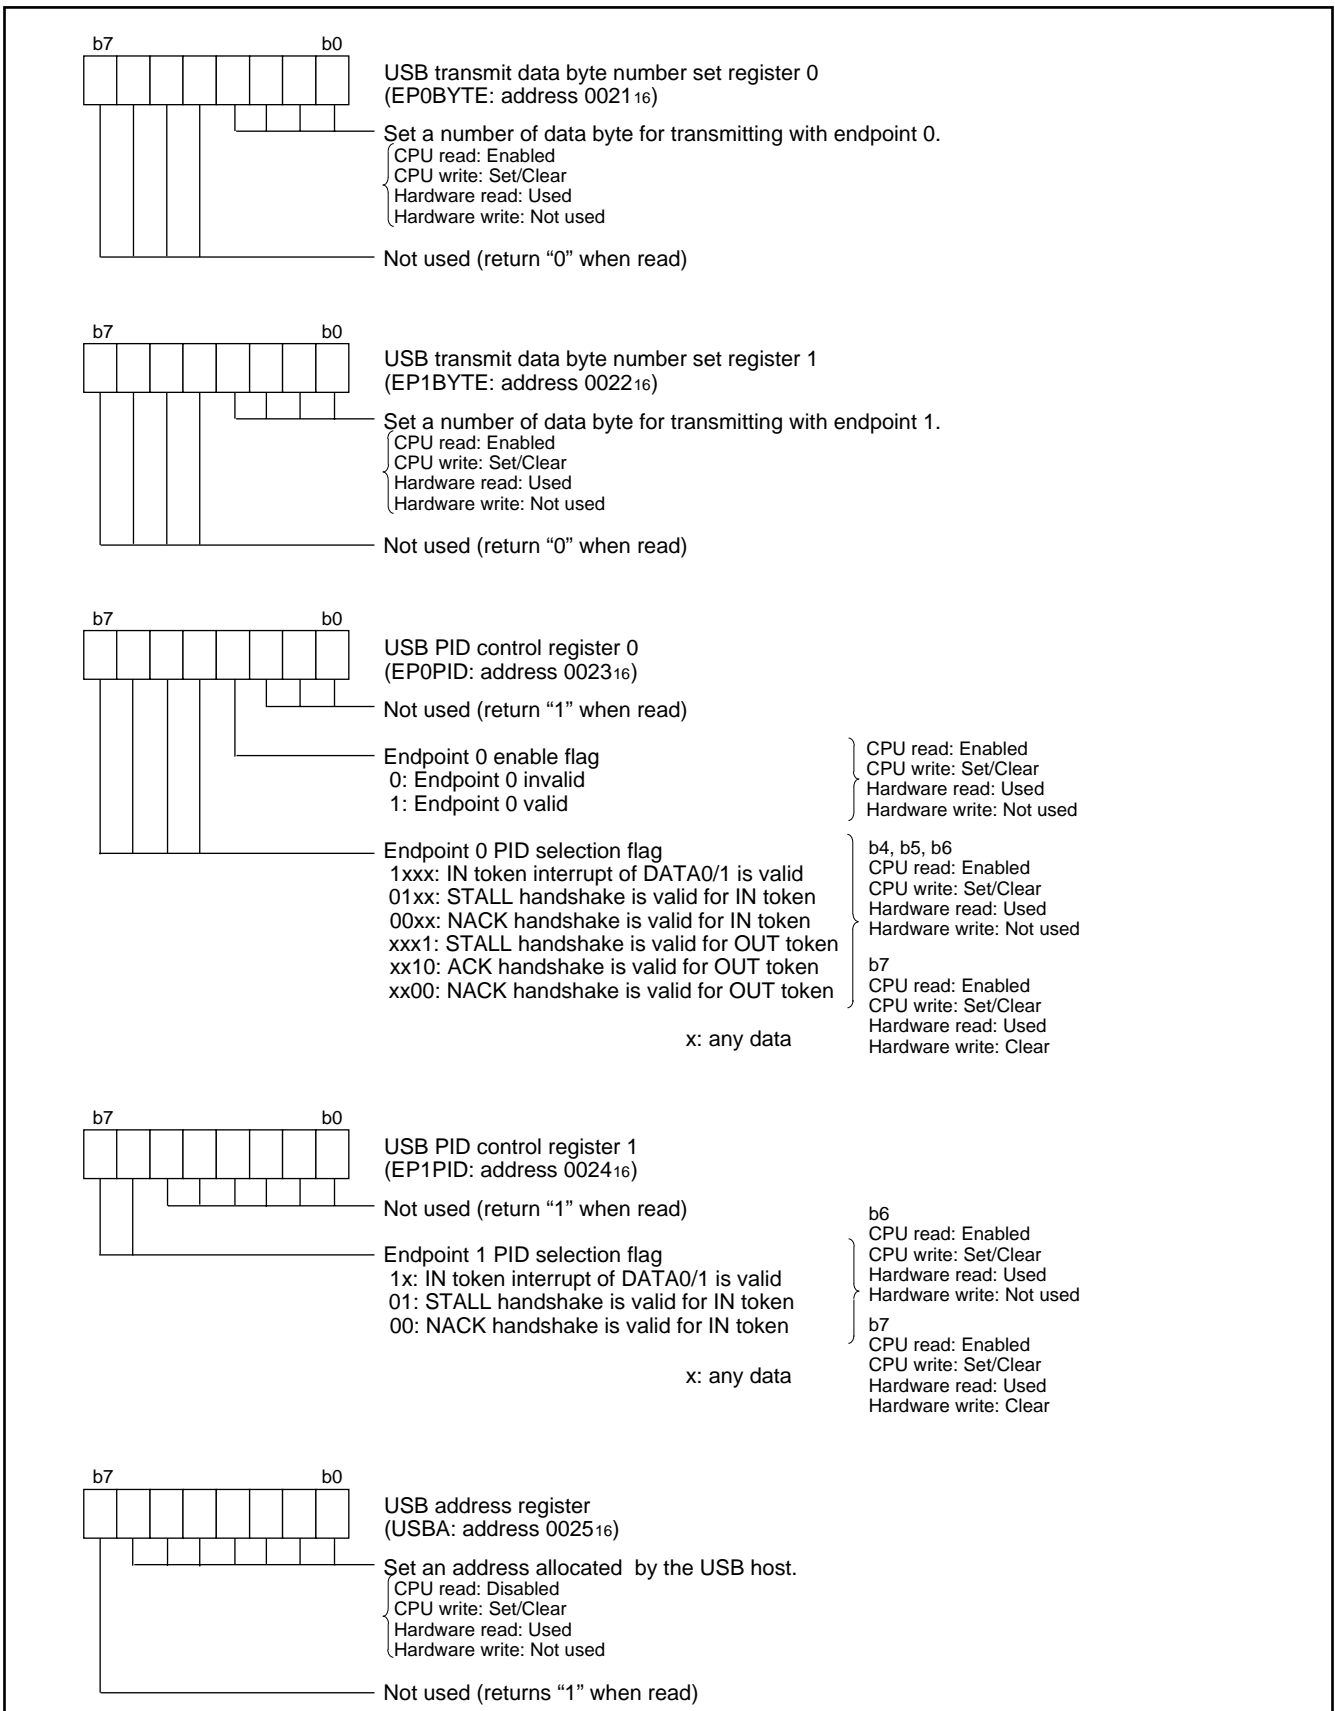 b7 b0
USB transmit data byte number set register 0
(EP0BYTE: address 002116)
Set a number of data byte for transmitting with endpoint 0.
CPU read: Enabled
CPU write: Set/Clear
Hardware read: Used
Hardware write: Not used
Not used (return “0” when read)
b7 b0
USB transmit data byte number set register 1
(EP1BYTE: address 002216)
Set a number of data byte for transmitting with endpoint 1.
CPU read: Enabled
CPU write: Set/Clear
Hardware read: Used
Hardware write: Not used
Not used (return “0” when read)
b7 b0
USB PID control register 0
(EP0PID: address 002316)
Not used (return “1” when read)
Endpoint 0 enable flag
0: Endpoint 0 invalid
1: Endpoint 0 valid
CPU read: Enabled
CPU write: Set/Clear
Hardware read: Used
Hardware write: Not used
Endpoint 0 PID selection flag
1xxx: IN token interrupt of DATA0/1 is valid
01xx: STALL handshake is valid for IN token
00xx: NACK handshake is valid for IN token
xxx1: STALL handshake is valid for OUT token
xx10: ACK handshake is valid for OUT token
xx00: NACK handshake is valid for OUT token
x: any data
b4, b5, b6
CPU read: Enabled
CPU write: Set/Clear
Hardware read: Used
Hardware write: Not used
b7
CPU read: Enabled
CPU write: Set/Clear
Hardware read: Used
Hardware write: Clear
b7 b0
USB PID control register 1
(EP1PID: address 002416)
Not used (return “1” when read)
Endpoint 1 PID selection flag
1x: IN token interrupt of DATA0/1 is valid
01: STALL handshake is valid for IN token
00: NACK handshake is valid for IN token
x: any data
b6
CPU read: Enabled
CPU write: Set/Clear
Hardware read: Used
Hardware write: Not used
b7
CPU read: Enabled
CPU write: Set/Clear
Hardware read: Used
Hardware write: Clear
b7 b0
USB address register
(USBA: address 002516)
Set an address allocated by the USB host.
CPU read: Disabled
CPU write: Set/Clear
Hardware read: Used
Hardware write: Not used
Not used (returns “1” when read)